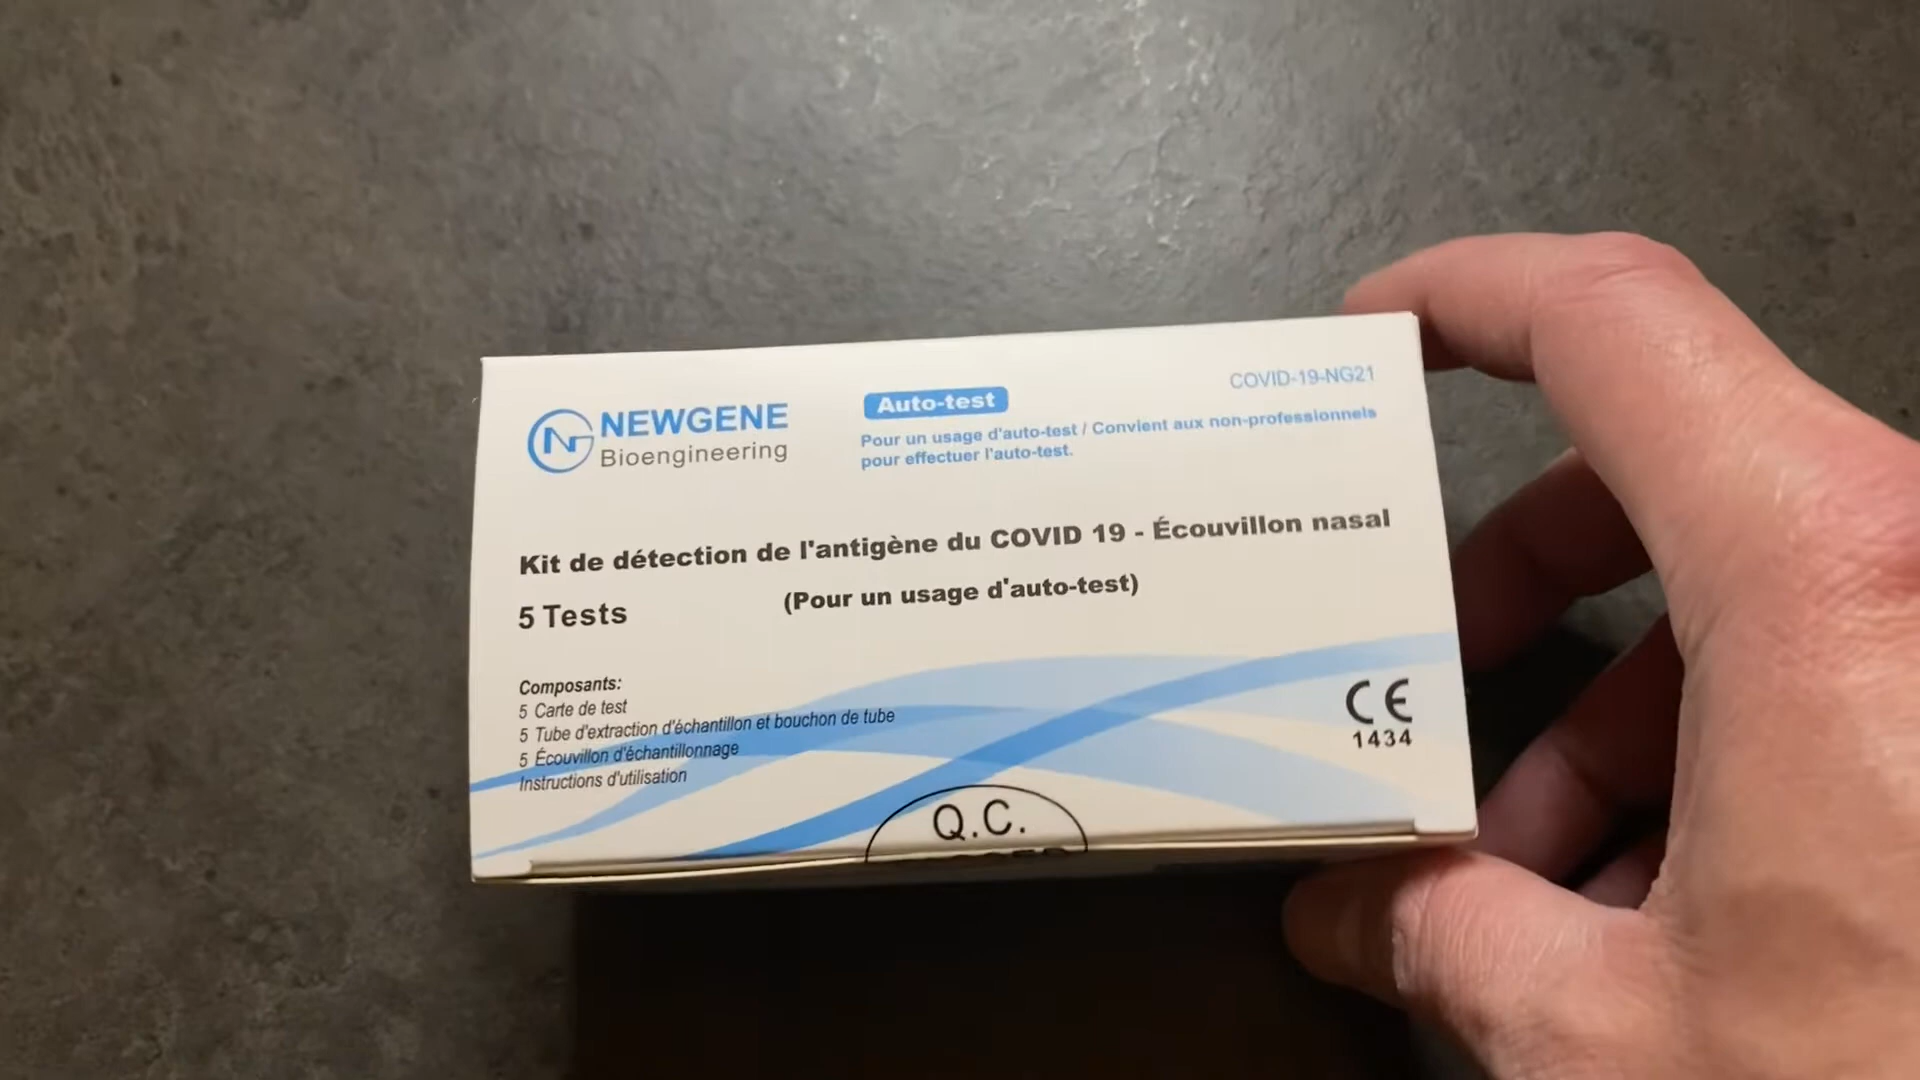 NEWGENE
Bioengineering
Auto-test
COVID-19-NG21
Pour un usage d'auto-test / Convient aux non-professionnels
pour effectuer l'auto-test.
Kit de détection de l'antigène du COVID 19 - Écouvillon nasal
(Pour un usage d'auto-test)
5 Tests
Composants:
5 Carte de test
5 Tube d'extraction d'échantillon et bouchon de tube
5 Écouvillon d'échantillonnage
Instructions d'utilisation
CE
1434
Q.C.